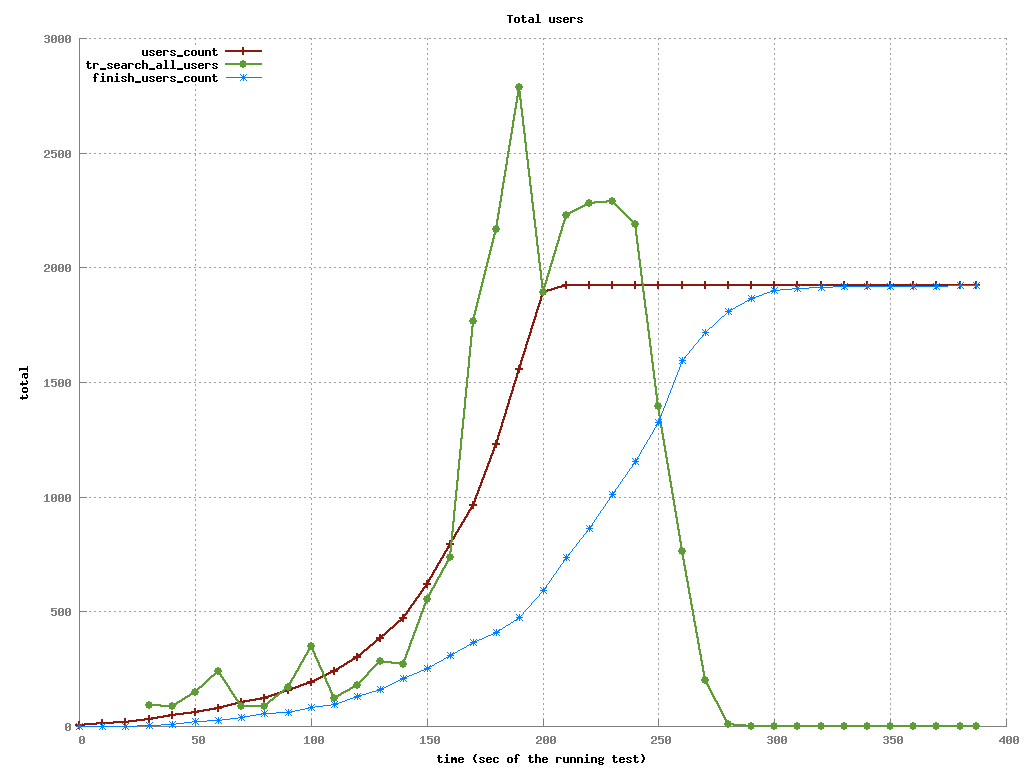 Total users
3000
users_count
tr_search_all_users
finish_users_count
2500
2000
1500
total
1000
500
0
0 50 100 150 200 250 300 350 400
time (sec of the running test)